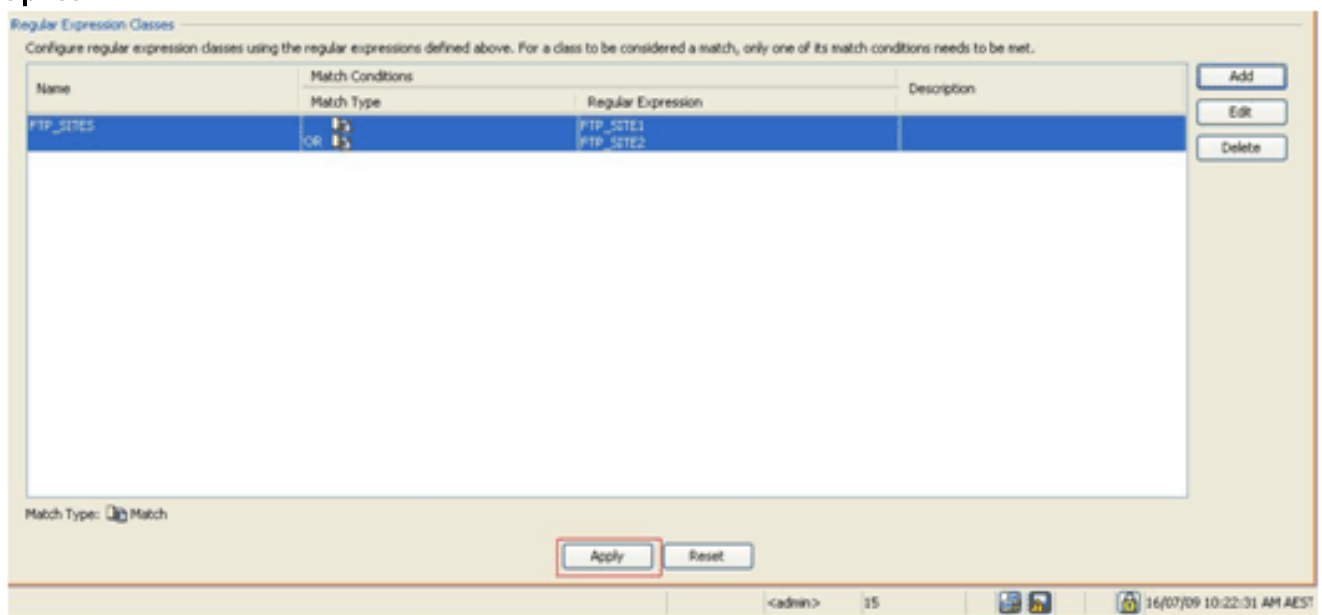 Regular Expression Classes
Configure regular expression classes using the regular expressions defined above. For a class to be considered a match, only one of its match conditions needs to be met.
Name
Match Conditions
Description
Match Type
Regular Expression
FTP_SITES
FTP_SITE1
OR
FTP_SITE2
Add
Edit
Delete
Match Type: Match
Apply
Reset
<admin>
15
16/07/09 10:22:31 AM AEST